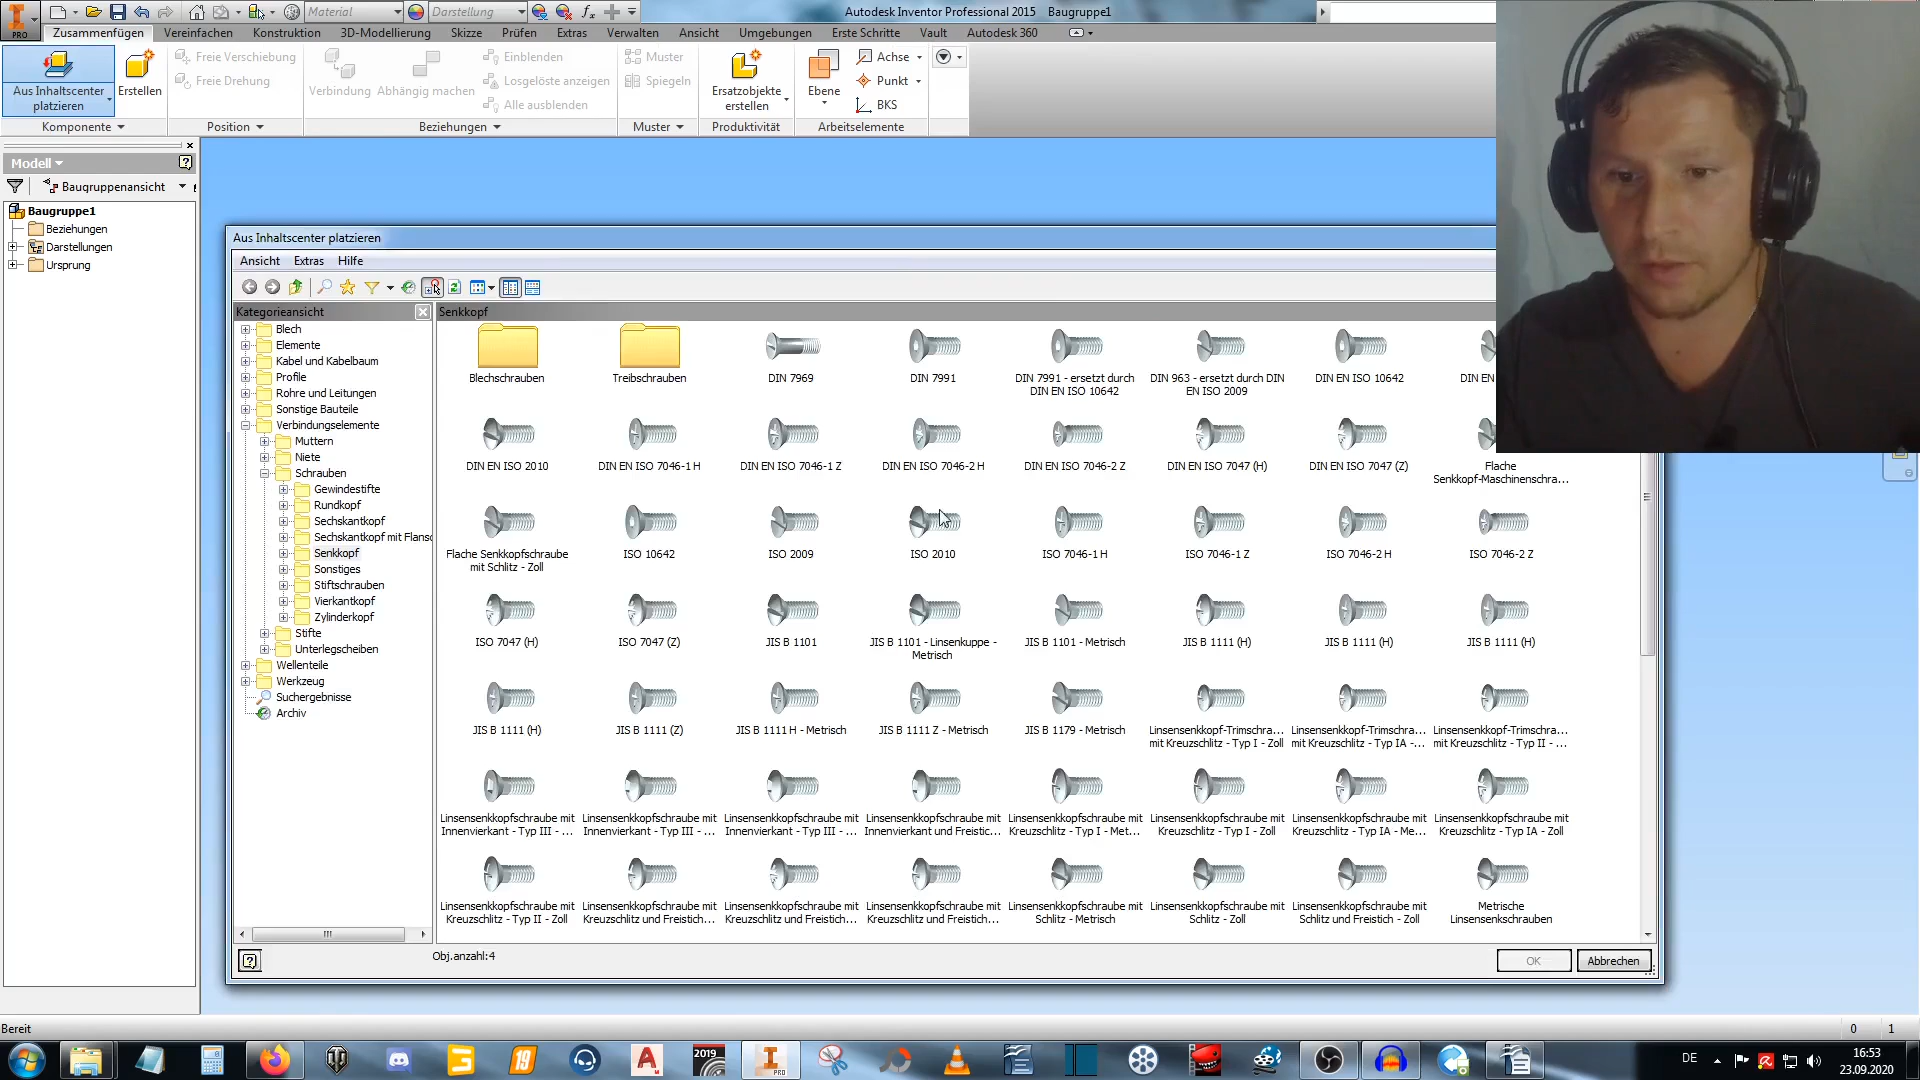 Material
Darstellung
Autodesk Inventor Professional 2015 Baugruppe1
PRO
Zusammenfügen Vereinfachen Konstruktion 3D-Modellierung Skizze Prüfen Extras Verwalten Ansicht Umgebungen Erste Schritte Vault Autodesk 360
Aus Inhaltscenter platzieren
Erstellen
Freie Verschiebung
Freie Drehung
Verbindung
Abhängig machen
Einblenden
Losgelöste anzeigen
Alle ausblenden
Muster
Spiegeln
Ersatzobjekte erstellen
Ebene
Achse
Punkt
BKS
Komponente Position Beziehungen Muster Produktivität Arbeitselemente
Modell
Baugruppenansicht
Baugruppe1
Beziehungen
Darstellungen
Ursprung
Aus Inhaltscenter platzieren
Ansicht Extras Hilfe
Kategorieansicht
Blech
Elemente
Kabel und Kabelbaum
Profile
Rohre und Leitungen
Sonstige Bauteile
Verbindungselemente
Muttern
Niete
Schrauben
Gewindestifte
Rundkopf
Sechskantkopf
Sechskantkopf mit Flansc
Senkkopf
Sonstiges
Stiftschrauben
Vierkantkopf
Zylinderkopf
Stifte
Unterlegscheiben
Wellenteile
Werkzeug
Suchergebnisse
Archiv
Senkkopf
Blechschrauben
Treibschrauben
DIN 7969
DIN 7991
DIN 7991 - ersetzt durch
DIN EN ISO 10642
DIN 963 - ersetzt durch DIN
EN ISO 2009
DIN EN ISO 10642
DIN EN
DIN EN ISO 2010
DIN EN ISO 7046-1 H
DIN EN ISO 7046-1 Z
DIN EN ISO 7046-2 H
DIN EN ISO 7046-2 Z
DIN EN ISO 7047 (H)
DIN EN ISO 7047 (Z)
Flache
Senkkopf-Maschinenschra...
Flache Senkkopfschraube
mit Schlitz - Zoll
ISO 10642
ISO 2009
ISO 2010
ISO 7046-1 H
ISO 7046-1 Z
ISO 7046-2 H
ISO 7046-2 Z
ISO 7047 (H)
ISO 7047 (Z)
JIS B 1101
JIS B 1101 - Linsenkuppe -
Metrisch
JIS B 1101 - Metrisch
JIS B 1111 (H)
JIS B 1111 (H)
JIS B 1111 (H)
JIS B 1111 (H)
JIS B 1111 (Z)
JIS B 1111 H - Metrisch
JIS B 1111 Z - Metrisch
JIS B 1179 - Metrisch
Linsensenkkopf-Trimschra...
mit Kreuzschlitz - Typ I - Zoll
Linsensenkkopf-Trimschra...
mit Kreuzschlitz - Typ IA -...
Linsensenkkopf-Trimschra...
mit Kreuzschlitz - Typ II - ...
Linsensenkkopfschraube mit
Innenvierkant - Typ III - ...
Linsensenkkopfschraube mit
Innenvierkant - Typ III - ...
Linsensenkkopfschraube mit
Innenvierkant - Typ III - ...
Linsensenkkopfschraube mit
Innenvierkant und Freistic...
Linsensenkkopfschraube mit
Kreuzschlitz - Typ I - Met...
Linsensenkkopfschraube mit
Kreuzschlitz - Typ I - Zoll
Linsensenkkopfschraube mit
Kreuzschlitz - Typ IA - Me...
Linsensenkkopfschraube mit
Kreuzschlitz - Typ IA - Zoll
Linsensenkkopfschraube mit
Kreuzschlitz - Typ II - Zoll
Linsensenkkopfschraube mit
Kreuzschlitz und Freistich...
Linsensenkkopfschraube mit
Kreuzschlitz und Freistich...
Linsensenkkopfschraube mit
Kreuzschlitz und Freistich...
Linsensenkkopfschraube mit
Schlitz - Metrisch
Linsensenkkopfschraube mit
Schlitz - Zoll
Linsensenkkopfschraube mit
Schlitz und Freistich - Zoll
Metrische
Linsensenkschrauben
Obj.anzahl:4
OK
Abbrechen
Bereit
0 1
19
2019
PRO
DE
16:53
23.09.2020